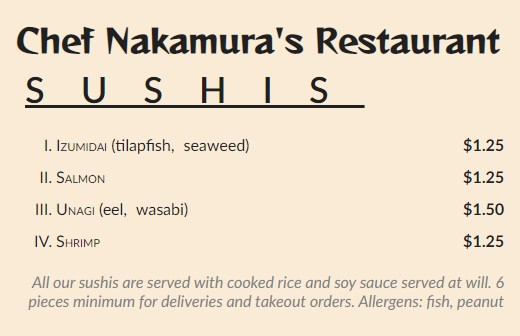 Chef Nakamura's Restaurant
SUSHIS
I. Izumidai (tilapfish, seaweed) $1.25
II. Salmon $1.25
III. Unagi (eel, wasabi) $1.50
IV. Shrimp $1.25
All our sushis are served with cooked rice and soy sauce served at will. 6
pieces minimum for deliveries and takeout orders. Allergens: fish, peanut